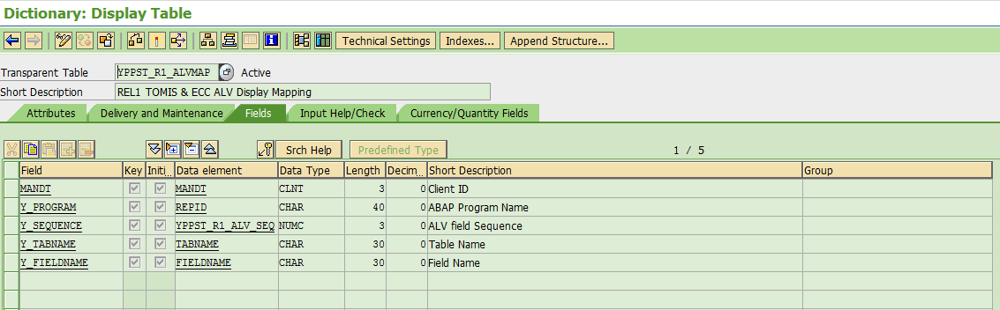 Dictionary: Display Table
Technical Settings Indexes... Append Structure...
Transparent Table YPPST_R1_ALVMAP Active
Short Description REL1 TOMIS & ECC ALV Display Mapping
Attributes Delivery and Maintenance Fields Input Help/Check Currency/Quantity Fields
Srch Help Predefined Type 1 / 5
Field Key Initi... Data element Data Type Length Decim... Short Description Group
MANDT MANDT CLNT 3 0 Client ID
Y_PROGRAM REPID CHAR 40 0 ABAP Program Name
Y_SEQUENCE YPPST_R1_ALV_SEQ NUMC 3 0 ALV field Sequence
Y_TABNAME TABNAME CHAR 30 0 Table Name
Y_FIELDNAME FIELDNAME CHAR 30 0 Field Name